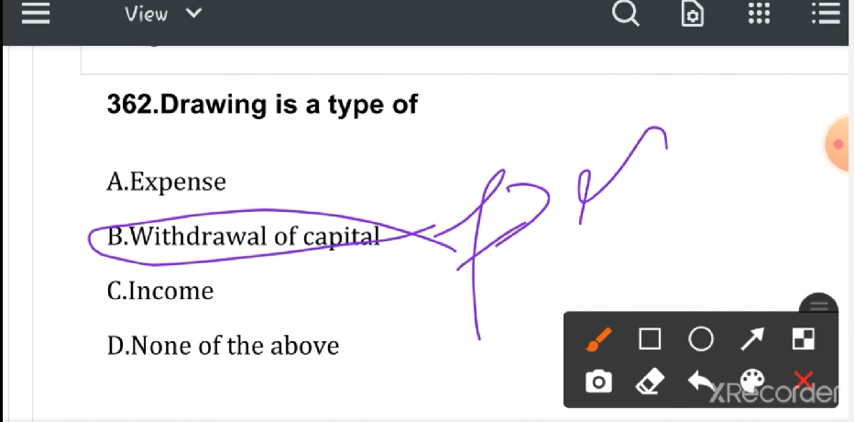 View
362.Drawing is a type of
A.Expense
B.Withdrawal of capital
C.Income
D.None of the above
XRecorder